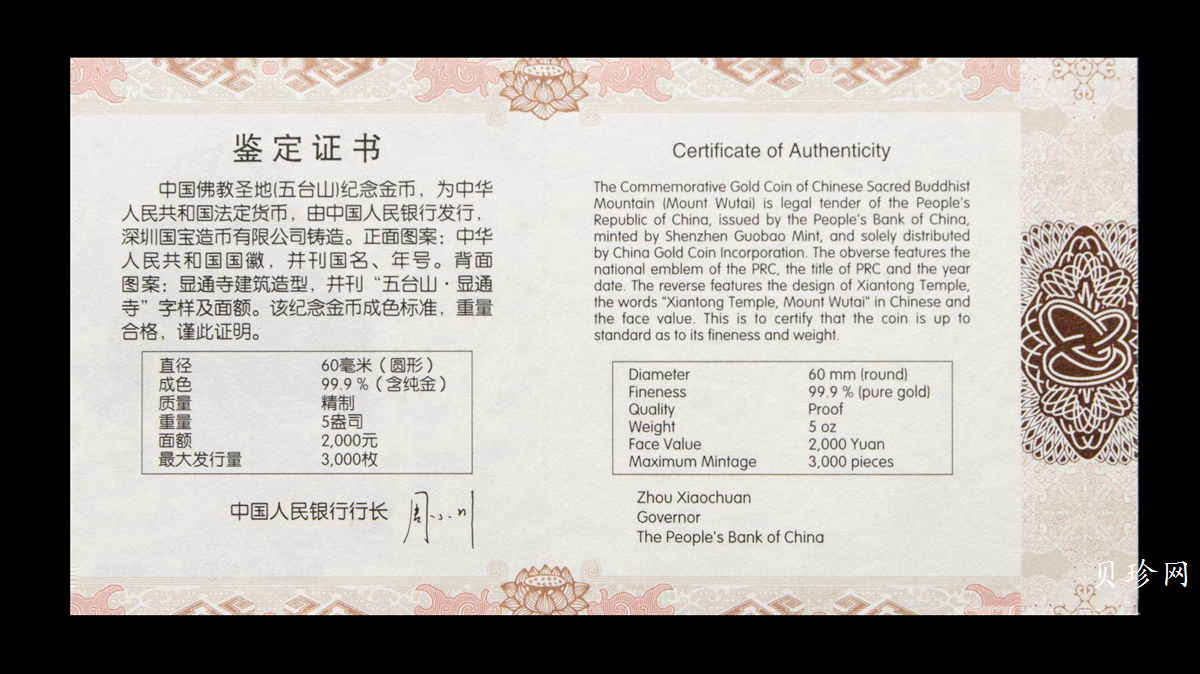 鉴定证书
中国佛教圣地(五台山)纪念金币，为中华
人民共和国法定货币，由中国人民银行发行，
深圳国宝造币有限公司铸造。正面图案：中华
人民共和国国徽，并刊国名、年号。背面
图案：显通寺建筑造型，并刊“五台山·显通
寺”字样及面额。该纪念金币成色标准，重量
合格，谨此证明。
直径 60毫米（圆形）
成色 99.9％（含纯金）
质量 精制
重量 5盎司
面额 2,000元
最大发行量 3,000枚
中国人民银行行长 周小川
Certificate of Authenticity
The Commemorative Gold Coin of Chinese Sacred Buddhist
Mountain (Mount Wutai) is legal tender of the People's
Republic of China, issued by the People's Bank of China,
minted by Shenzhen Guobao Mint, and solely distributed
by China Gold Coin Incorporation. The obverse features the
national emblem of the PRC, the title of PRC and the year
date. The reverse features the design of Xiantong Temple,
the words "Xiantong Temple, Mount Wutai" in Chinese and
the face value. This is to certify that the coin is up to
standard as to its fineness and weight.
Diameter 60 mm (round)
Fineness 99.9 % (pure gold)
Quality Proof
Weight 5 oz
Face Value 2,000 Yuan
Maximum Mintage 3,000 pieces
Zhou Xiaochuan
Governor
The People's Bank of China
贝珍网